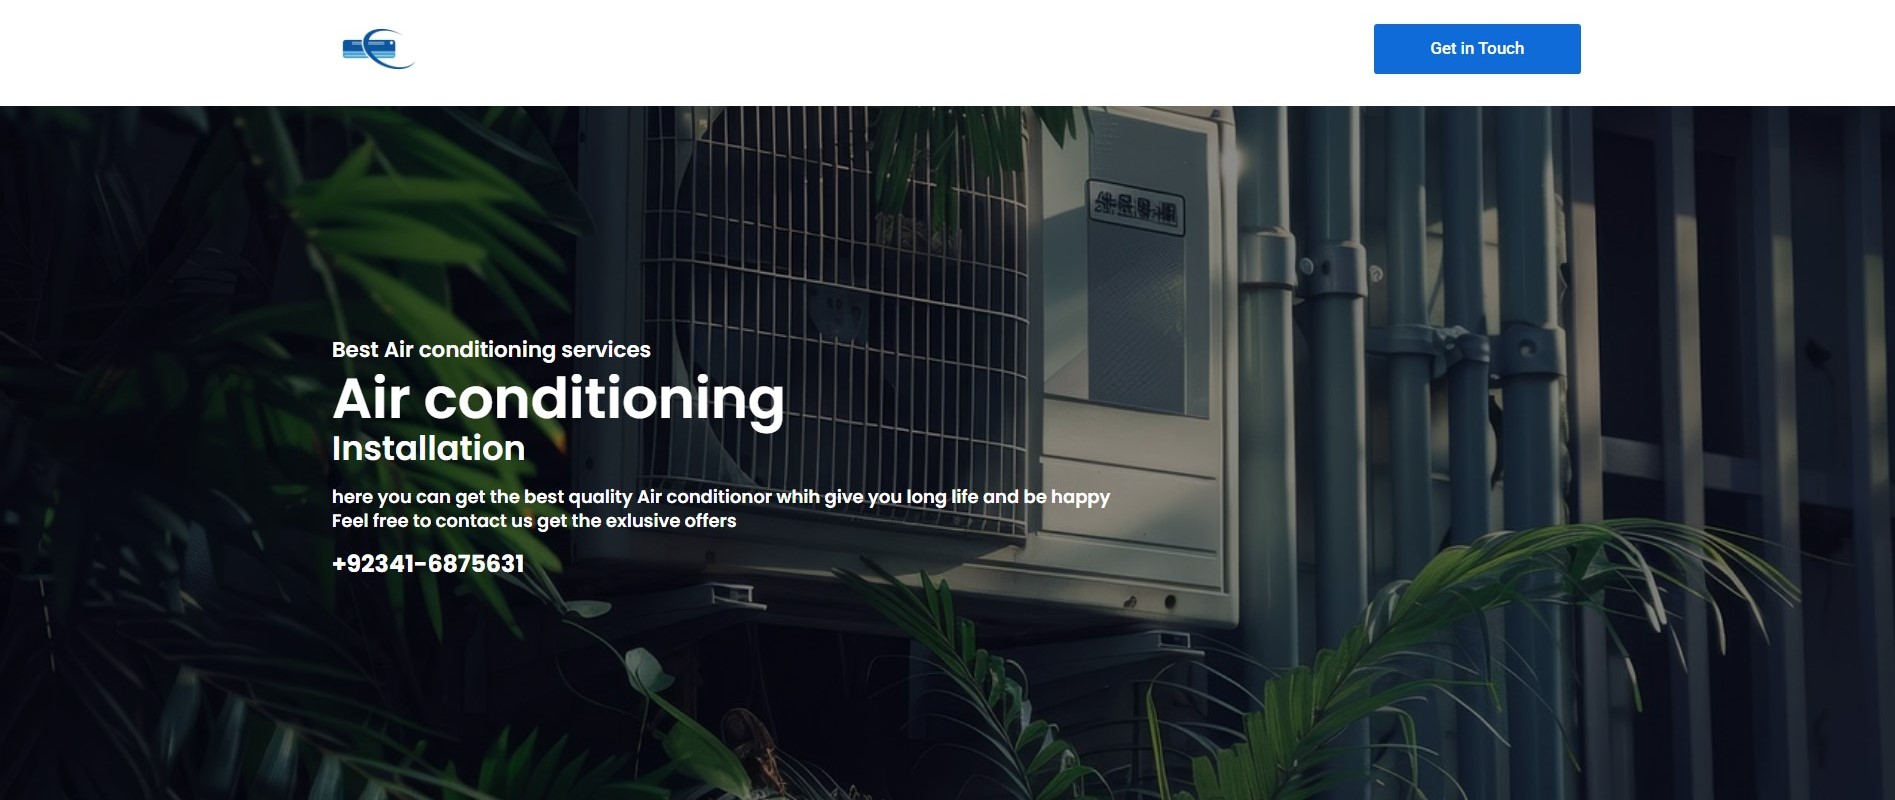 Get in Touch
Best Air conditioning services
Air conditioning
Installation
here you can get the best quality Air conditionor whih give you long life and be happy
Feel free to contact us get the exlusive offers
+92341-6875631